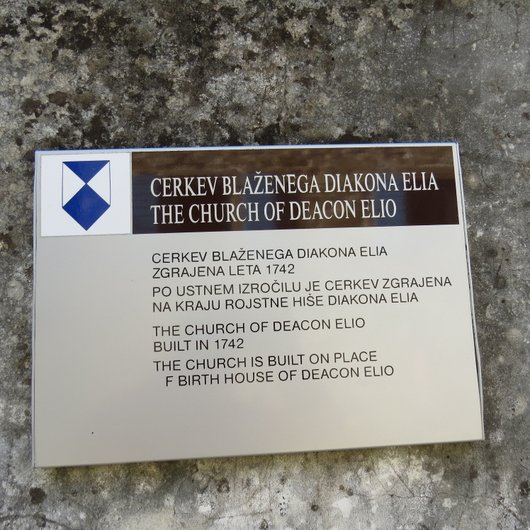 CERKEV BLAŽENEGA DIAKONA ELIA
THE CHURCH OF DEACON ELIO
CERKEV BLAŽENEGA DIAKONA ELIA
ZGRAJENA LETA 1742
PO USTNEM IZROČILU JE CERKEV ZGRAJENA
NA KRAJU ROJSTNE HIŠE DIAKONA ELIA
THE CHURCH OF DEACON ELIO
BUILT IN 1742
THE CHURCH IS BUILT ON PLACE
F BIRTH HOUSE OF DEACON ELIO